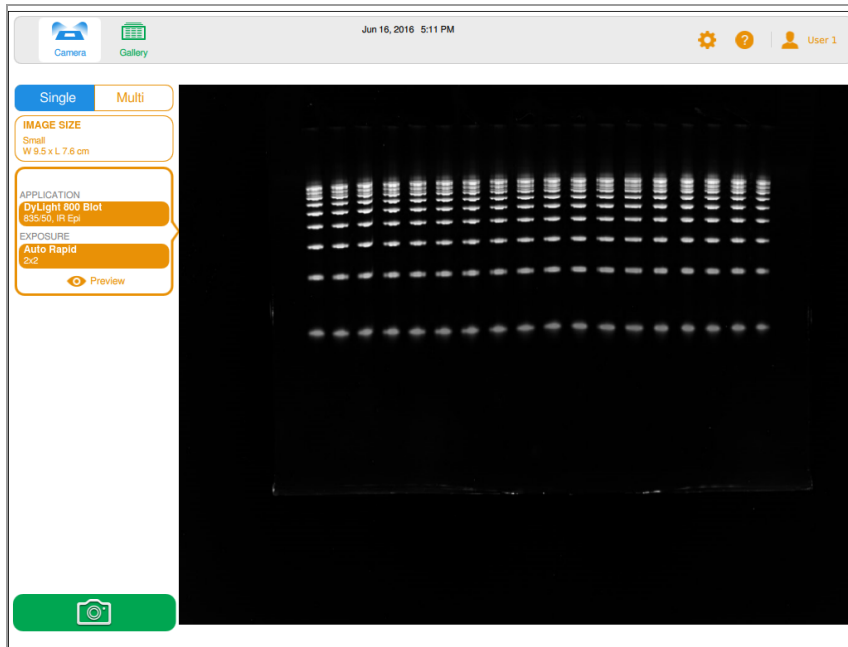 Jun 16, 2016 5:11 PM
Camera
Gallery
?
User 1
Single
Multi
IMAGE SIZE
Small
W 9.5 x L 7.6 cm
APPLICATION
DyLight 800 Blot
835/50, IR Epi
EXPOSURE
Auto Rapid
2x2
Preview